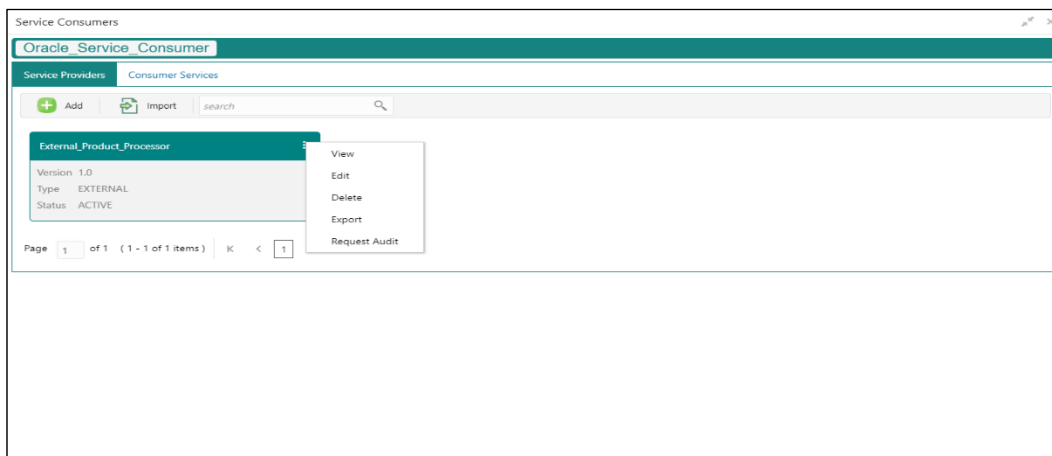 Service Consumers
Oracle_Service_Consumer
Service Providers Consumer Services
Add Import search
External_Product_Processor
Version 1.0
Type EXTERNAL
Status ACTIVE
View
Edit
Delete
Export
Request Audit
Page 1 of 1 (1 - 1 of 1 items) K < 1